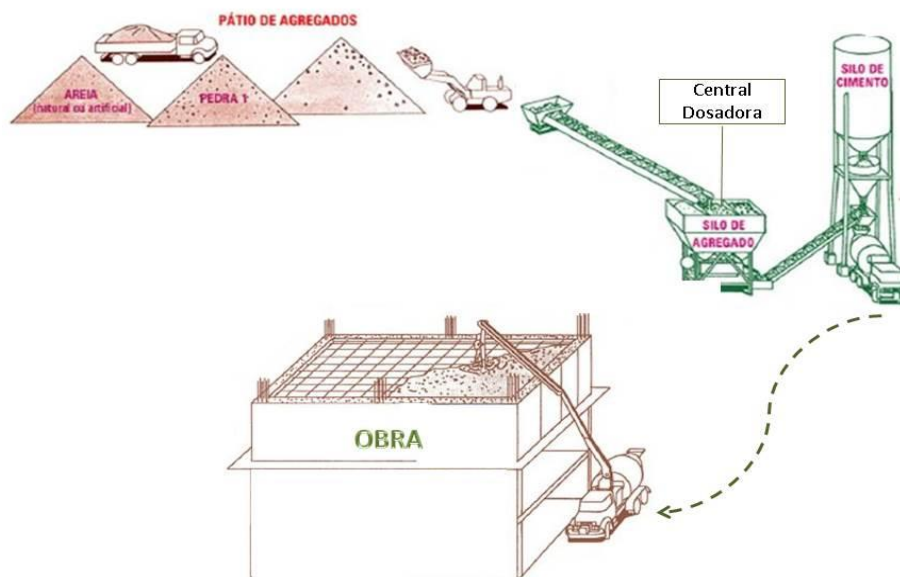 PÁTIO DE AGREGADOS
AREIA
(natural ou artificial)
PEDRA 1
Central
Dosadora
SILO DE
CIMENTO
SILO DE
AGREGADO
OBRA